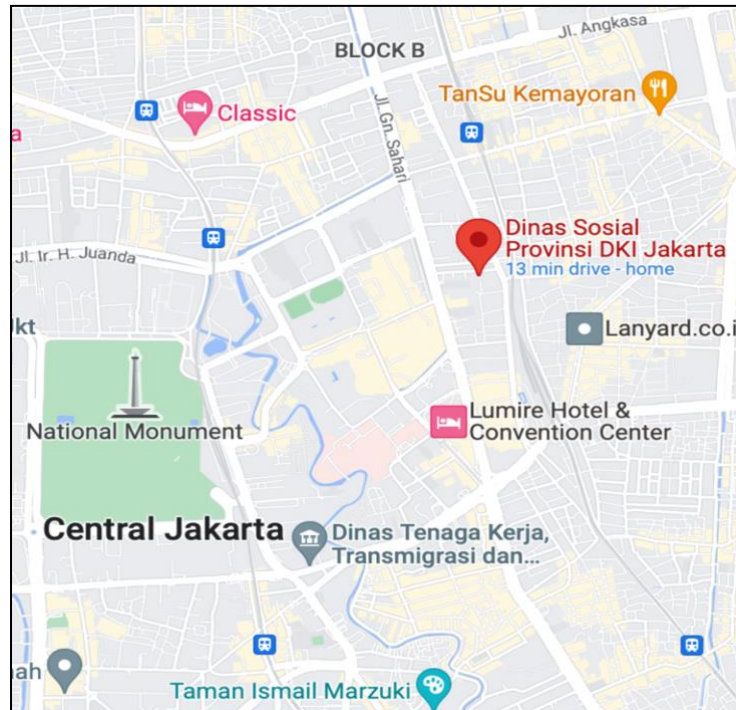 Jl. Angkasa
BLOCK B
TanSu Kemayoran
Classic
Jl. Gn. Sahari
a
Dinas Sosial
Provinsi DKI Jakarta
13 min drive - home
Jl. Ir. H. Juanda
Jkt
Lanyard.co.i
National Monument
Lumire Hotel &
Convention Center
Central Jakarta
Dinas Tenaga Kerja,
Transmigrasi dan...
nah
Taman Ismail Marzuki